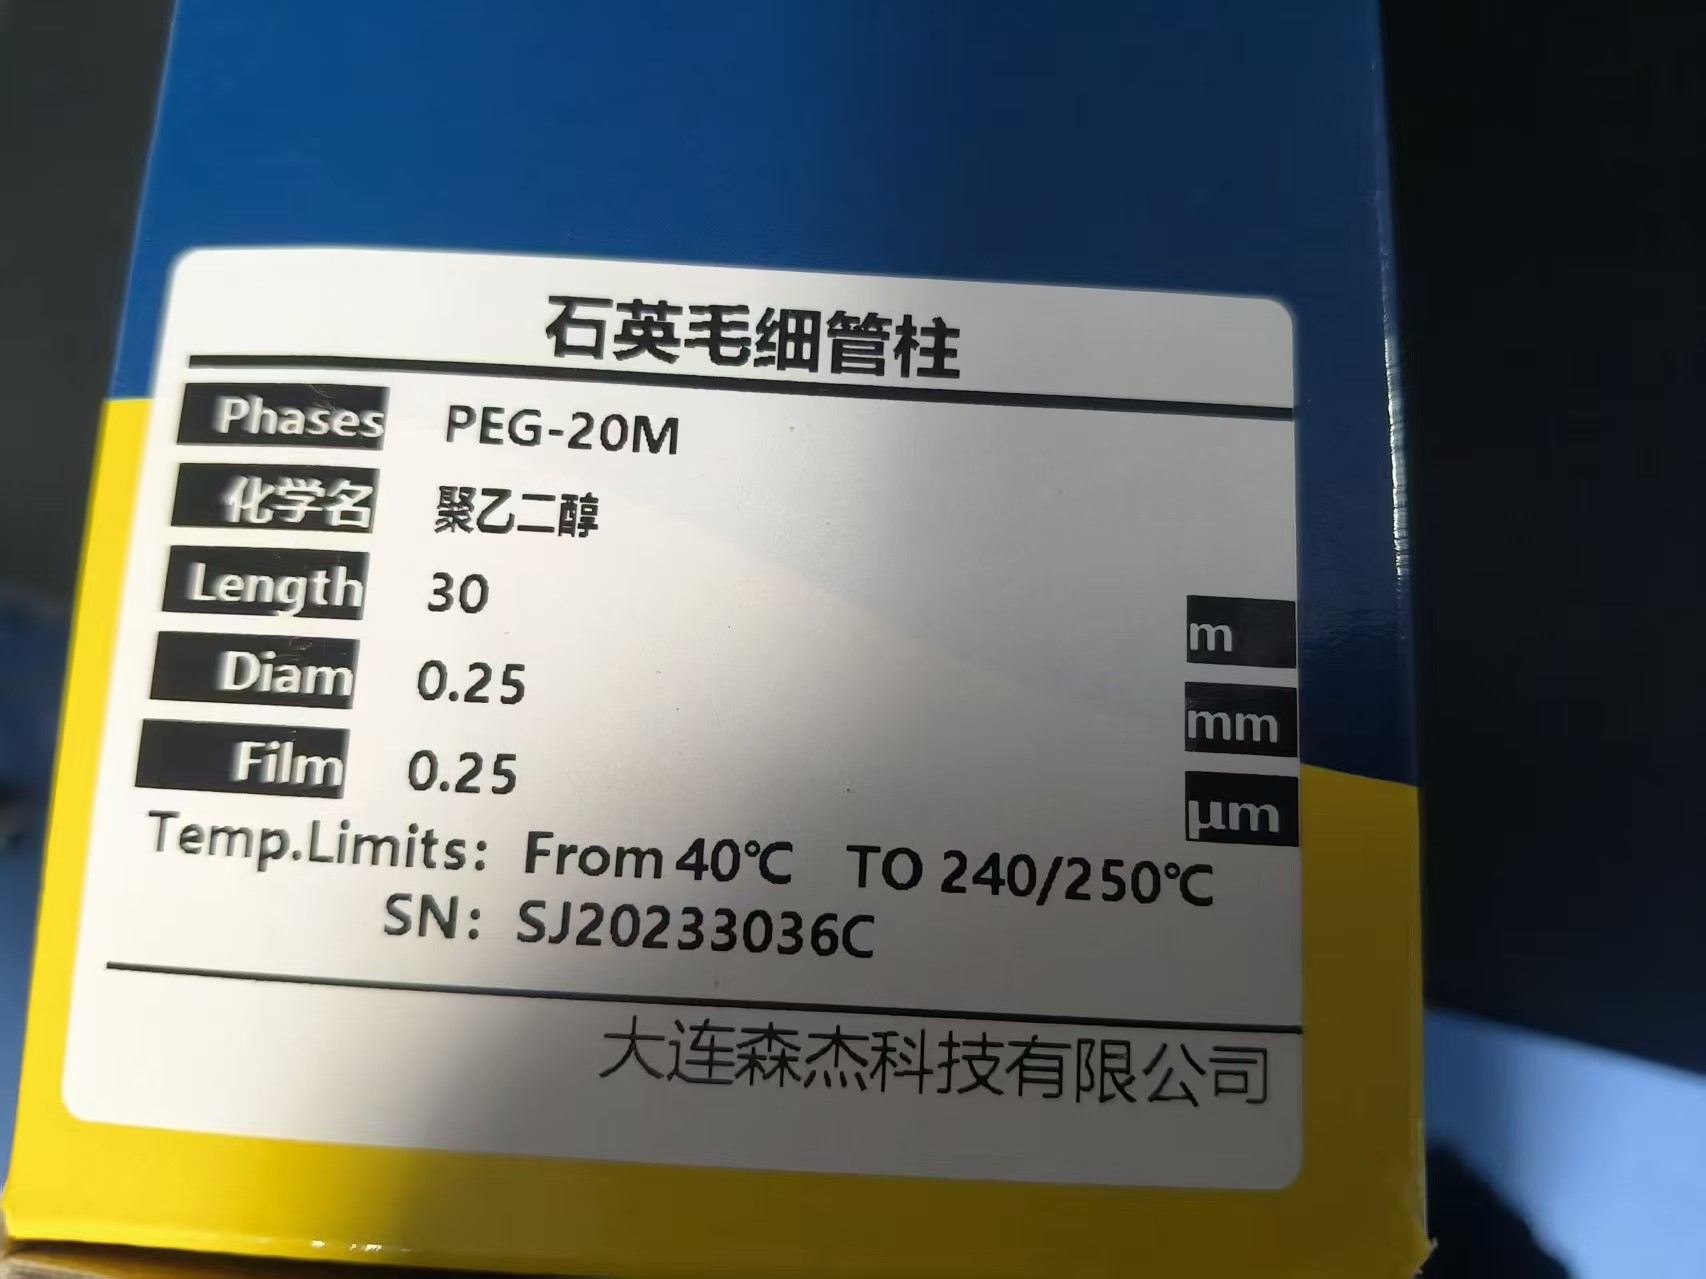 石英毛细管柱
Phases PEG-20M
化学名 聚乙二醇
Length 30 m
Diam 0.25 mm
Film 0.25 μm
Temp.Limits: From 40℃ TO 240/250℃
SN: SJ20233036C
大连森杰科技有限公司